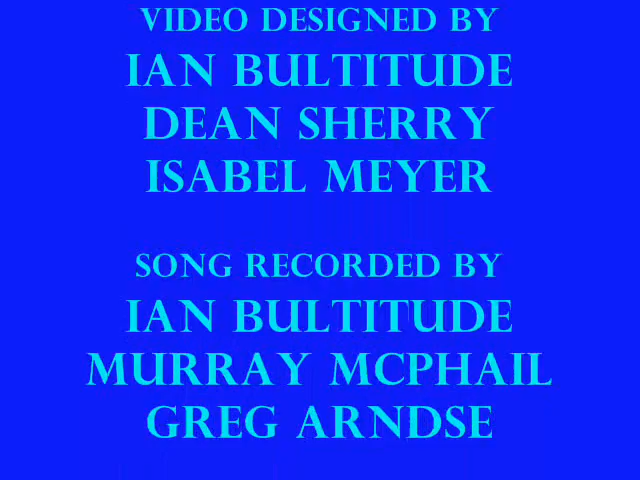 VIDEO DESIGNED BY
IAN BULTITUDE
DEAN SHERRY
ISABEL MEYER
SONG RECORDED BY
IAN BULTITUDE
MURRAY MCPHAIL
GREG ARNDSE